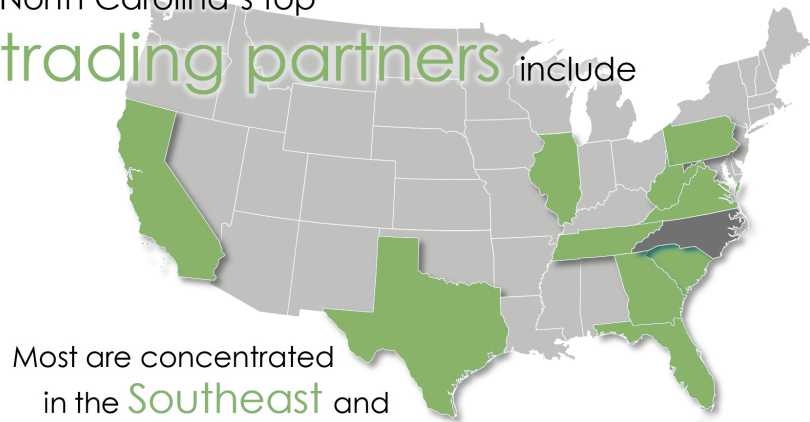 North Carolina's top
trading partners include
Most are concentrated
in the Southeast and